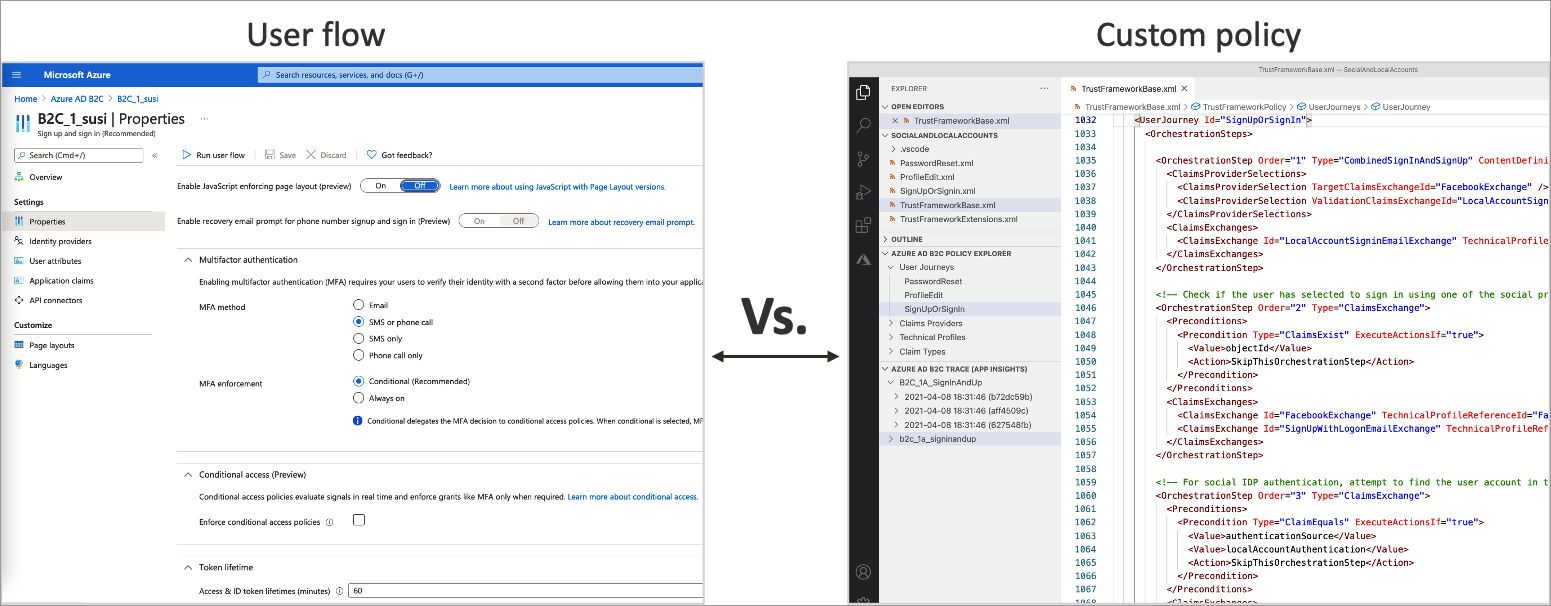 User flow
Microsoft Azure
Search resources, services, and docs (G+/)
Home > Azure AD B2C > B2C_1_susi
B2C_1_susi | Properties ...
Sign up and sign in (Recommended)
Search (Cmd+/)
«
Overview
Settings
Properties
Identity providers
User attributes
Application claims
API connectors
Customize
Page layouts
Languages
Run user flow
Save
Discard
Got feedback?
Enable JavaScript enforcing page layout (preview)
On
Off
Learn more about using JavaScript with Page Layout versions.
Enable recovery email prompt for phone number signup and sign in (Preview)
On
Off
Learn more about recovery email prompt.
Multifactor authentication
Enabling multifactor authentication (MFA) requires your users to verify their identity with a second factor before allowing them into your applica
MFA method
Email
SMS or phone call
SMS only
Phone call only
MFA enforcement
Conditional (Recommended)
Always on
Conditional delegates the MFA decision to conditional access policies. When conditional is selected, MF
Conditional access (Preview)
Conditional access policies evaluate signals in real time and enforce grants like MFA only when required. Learn more about conditional access.
Enforce conditional access policies
Token lifetime
Access & ID token lifetimes (minutes)
60
Vs.
Custom policy
TrustFrameworkBase.xml — SocialAndLocalAccounts
EXPLORER ...
OPEN EDITORS
TrustFrameworkBase.xml
SOCIALANDLOCALACCOUNTS
.vscode
PasswordReset.xml
ProfileEdit.xml
SignUpOrSignin.xml
TrustFrameworkBase.xml
TrustFrameworkExtensions.xml
OUTLINE
AZURE AD B2C POLICY EXPLORER
User Journeys
PasswordReset
ProfileEdit
SignUpOrSignIn
Claims Providers
Technical Profiles
Claim Types
AZURE AD B2C TRACE (APP INSIGHTS)
B2C_1A_SignInAndUp
2021-04-08 18:31:46 (b72dc59b)
2021-04-08 18:31:46 (aff4509c)
2021-04-08 18:31:46 (627548fb)
b2c_1a_signinandup
TrustFrameworkBase.xml ×
TrustFrameworkBase.xml > TrustFrameworkPolicy > UserJourneys > UserJourney
1032 <UserJourney Id="SignUpOrSignIn">
1033 <OrchestrationSteps>
1034
1035 <OrchestrationStep Order="1" Type="CombinedSignInAndSignUp" ContentDefini
1036 <ClaimsProviderSelections>
1037 <ClaimsProviderSelection TargetClaimsExchangeId="FacebookExchange" />
1038 <ClaimsProviderSelection ValidationClaimsExchangeId="LocalAccountSign
1039 </ClaimsProviderSelections>
1040 <ClaimsExchanges>
1041 <ClaimsExchange Id="LocalAccountSigninEmailExchange" TechnicalProfile
1042 </ClaimsExchanges>
1043 </OrchestrationStep>
1044
1045 <!-- Check if the user has selected to sign in using one of the social pr
1046 <OrchestrationStep Order="2" Type="ClaimsExchange">
1047 <Preconditions>
1048 <Precondition Type="ClaimsExist" ExecuteActionsIf="true">
1049 <Value>objectId</Value>
1050 <Action>SkipThisOrchestrationStep</Action>
1051 </Precondition>
1052 </Preconditions>
1053 <ClaimsExchanges>
1054 <ClaimsExchange Id="FacebookExchange" TechnicalProfileReferenceId="Fa
1055 <ClaimsExchange Id="SignUpWithLogonEmailExchange" TechnicalProfileRef
1056 </ClaimsExchanges>
1057 </OrchestrationStep>
1058
1059 <!-- For social IDP authentication, attempt to find the user account in t
1060 <OrchestrationStep Order="3" Type="ClaimsExchange">
1061 <Preconditions>
1062 <Precondition Type="ClaimEquals" ExecuteActionsIf="true">
1063 <Value>authenticationSource</Value>
1064 <Value>localAccountAuthentication</Value>
1065 <Action>SkipThisOrchestrationStep</Action>
1066 </Precondition>
1067 </Preconditions>
1068 <ClaimsExchanges>